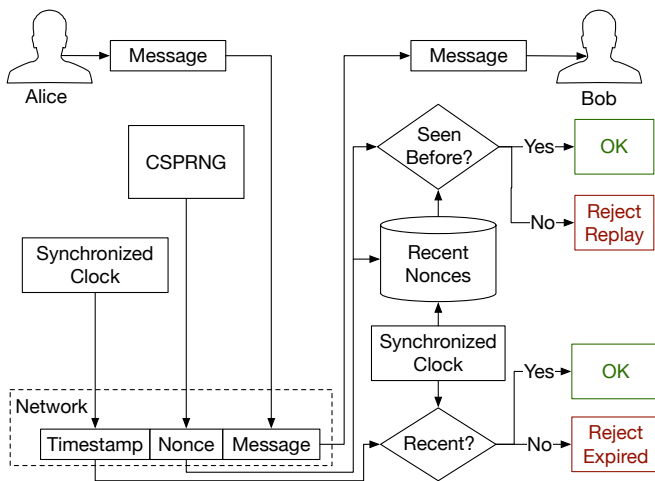 Message
Message
Alice
Bob
CSPRNG
Seen
Before?
Yes
OK
No
Reject
Replay
Synchronized
Clock
Recent
Nonces
Synchronized
Clock
Yes
OK
Network
Timestamp
Nonce
Message
Recent?
No
Reject
Expired